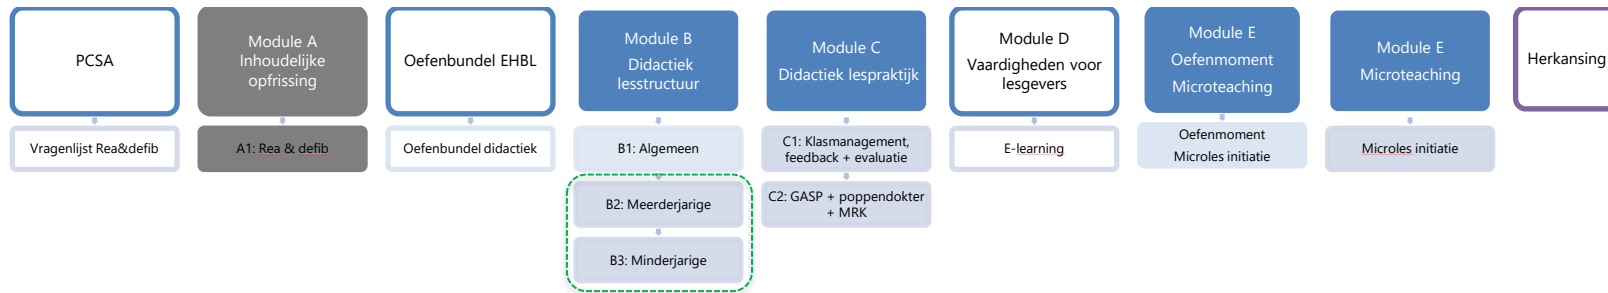 PCSA
Vragenlijst Rea&defib
Module A
Inhoudelijke
opfrissing
A1: Rea & defib
Oefenbundel EHBL
Oefenbundel didactiek
Module B
Didactiek
lesstructuur
B1: Algemeen
B2: Meerderjarige
B3: Minderjarige
Module C
Didactiek lespraktijk
C1: Klasmanagement,
feedback + evaluatie
C2: GASP + poppendokter
+ MRK
Module D
Vaardigheden voor
lesgevers
E-learning
Module E
Oefenmoment
Microteaching
Oefenmoment
Microles initiatie
Module E
Microteaching
Microles initiatie
Herkansing